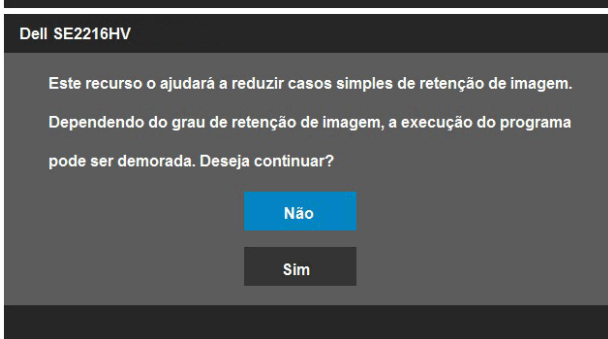 Dell SE2216HV
Este recurso o ajudará a reduzir casos simples de retenção de imagem.
Dependendo do grau de retenção de imagem, a execução do programa
pode ser demorada. Deseja continuar?
Não
Sim